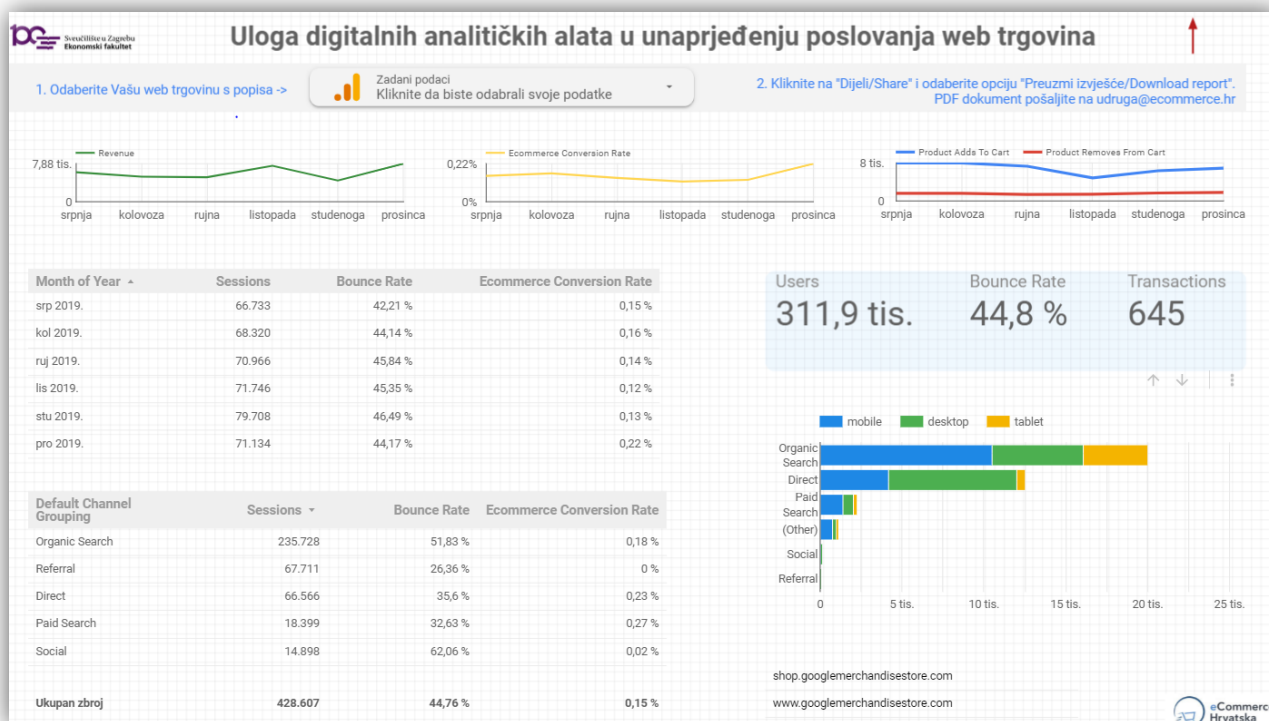 Sveučilište u Zagrebu
Ekonomski fakultet
Uloga digitalnih analitičkih alata u unaprjeđenju poslovanja web trgovina
1. Odaberite Vašu web trgovinu s popisa ->
Zadani podaci
Kliknite da biste odabrali svoje podatke
2. Kliknite na "Dijeli/Share" i odaberite opciju "Preuzmi izvješće/Download report".
PDF dokument pošaljite na udruga@ecommerce.hr
Revenue
7,88 tis.
0
srpnja kolovoza rujna listopada studenoga prosinca
Ecommerce Conversion Rate
0,22%
0%
srpnja kolovoza rujna listopada studenoga prosinca
Product Adds To Cart Product Removes From Cart
8 tis.
0
srpnja kolovoza rujna listopada studenoga prosinca
Month of Year Sessions Bounce Rate Ecommerce Conversion Rate
srp 2019. 66.733 42,21 % 0,15 %
kol 2019. 68.320 44,14 % 0,16 %
ruj 2019. 70.966 45,84 % 0,14 %
lis 2019. 71.746 45,35 % 0,12 %
stu 2019. 79.708 46,49 % 0,13 %
pro 2019. 71.134 44,17 % 0,22 %
Users Bounce Rate Transactions
311,9 tis. 44,8 % 645
Default Channel
Grouping Sessions Bounce Rate Ecommerce Conversion Rate
Organic Search 235.728 51,83 % 0,18 %
Referral 67.711 26,36 % 0 %
Direct 66.566 35,6 % 0,23 %
Paid Search 18.399 32,63 % 0,27 %
Social 14.898 62,06 % 0,02 %
Ukupan zbroj 428.607 44,76 % 0,15 %
mobile desktop tablet
Organic
Search
Direct
Paid
Search
(Other)
Social
Referral
0 5 tis. 10 tis. 15 tis. 20 tis. 25 tis.
shop.googlemerchandisestore.com
www.googlemerchandisestore.com
eCommerce
Hrvatska